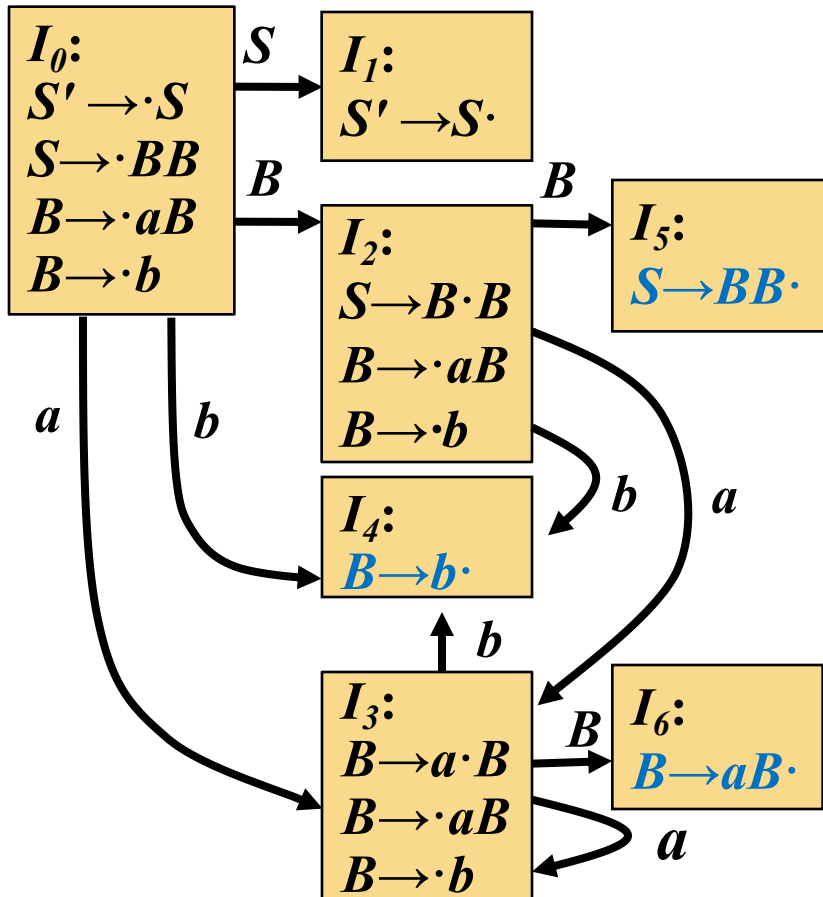 I₀:
S′→·S
S→·BB
B→·aB
B→·b
S
I₁:
S′→S·
B
I₂:
S→B·B
B→·aB
B→·b
B
I₅:
S→BB·
a
b
b
a
I₄:
B→b·
b
I₃:
B→a·B
B→·aB
B→·b
B
I₆:
B→aB·
a